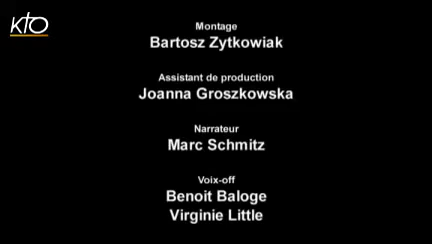 kto
Montage
Bartosz Zytkowiak
Assistant de production
Joanna Groszkowska
Narrateur
Marc Schmitz
Voix-off
Benoit Baloge
Virginie Little